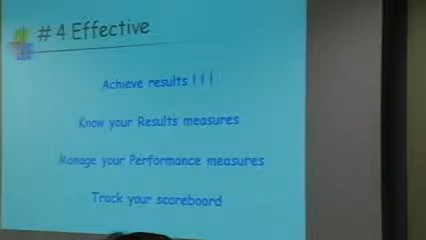 # 4 Effective
Achieve results ! ! !
Know your Results measures
Manage your Performance measures
Track your scoreboard